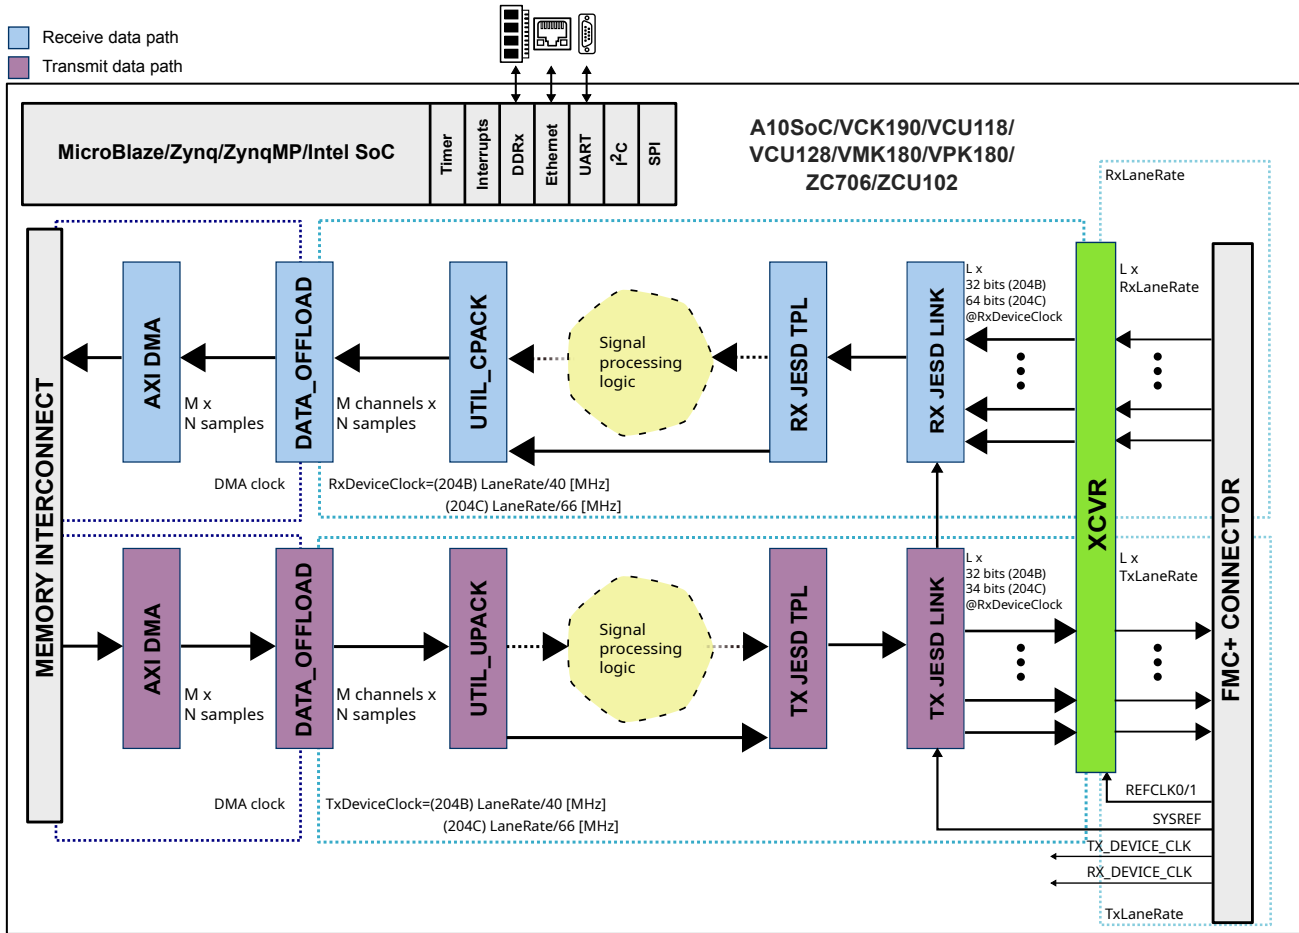 Receive data path
Transmit data path
MicroBlaze/Zynq/ZynqMP/Intel SoC
Timer
Interrupts
DDRx
Ethernet
UART
I²C
SPI
A10SoC/VCK190/VCU118/
VCU128/VMK180/VPK180/
ZC706/ZCU102
RxLaneRate
MEMORY INTERCONNECT
AXI DMA
M x
N samples
DATA_OFFLOAD
M channels x
N samples
UTIL_CPACK
Signal
processing
logic
RX JESD TPL
RX JESD LINK
L x
32 bits (204B)
64 bits (204C)
@RxDeviceClock
XCVR
L x
RxLaneRate
FMC+ CONNECTOR
DMA clock
RxDeviceClock=(204B) LaneRate/40 [MHz]
(204C) LaneRate/66 [MHz]
AXI DMA
M x
N samples
DATA_OFFLOAD
M channels x
N samples
UTIL_UPACK
Signal
processing
logic
TX JESD TPL
TX JESD LINK
L x
32 bits (204B)
34 bits (204C)
@RxDeviceClock
L x
TxLaneRate
DMA clock
TxDeviceClock=(204B) LaneRate/40 [MHz]
(204C) LaneRate/66 [MHz]
REFCLK0/1
SYSREF
TX_DEVICE_CLK
RX_DEVICE_CLK
TxLaneRate